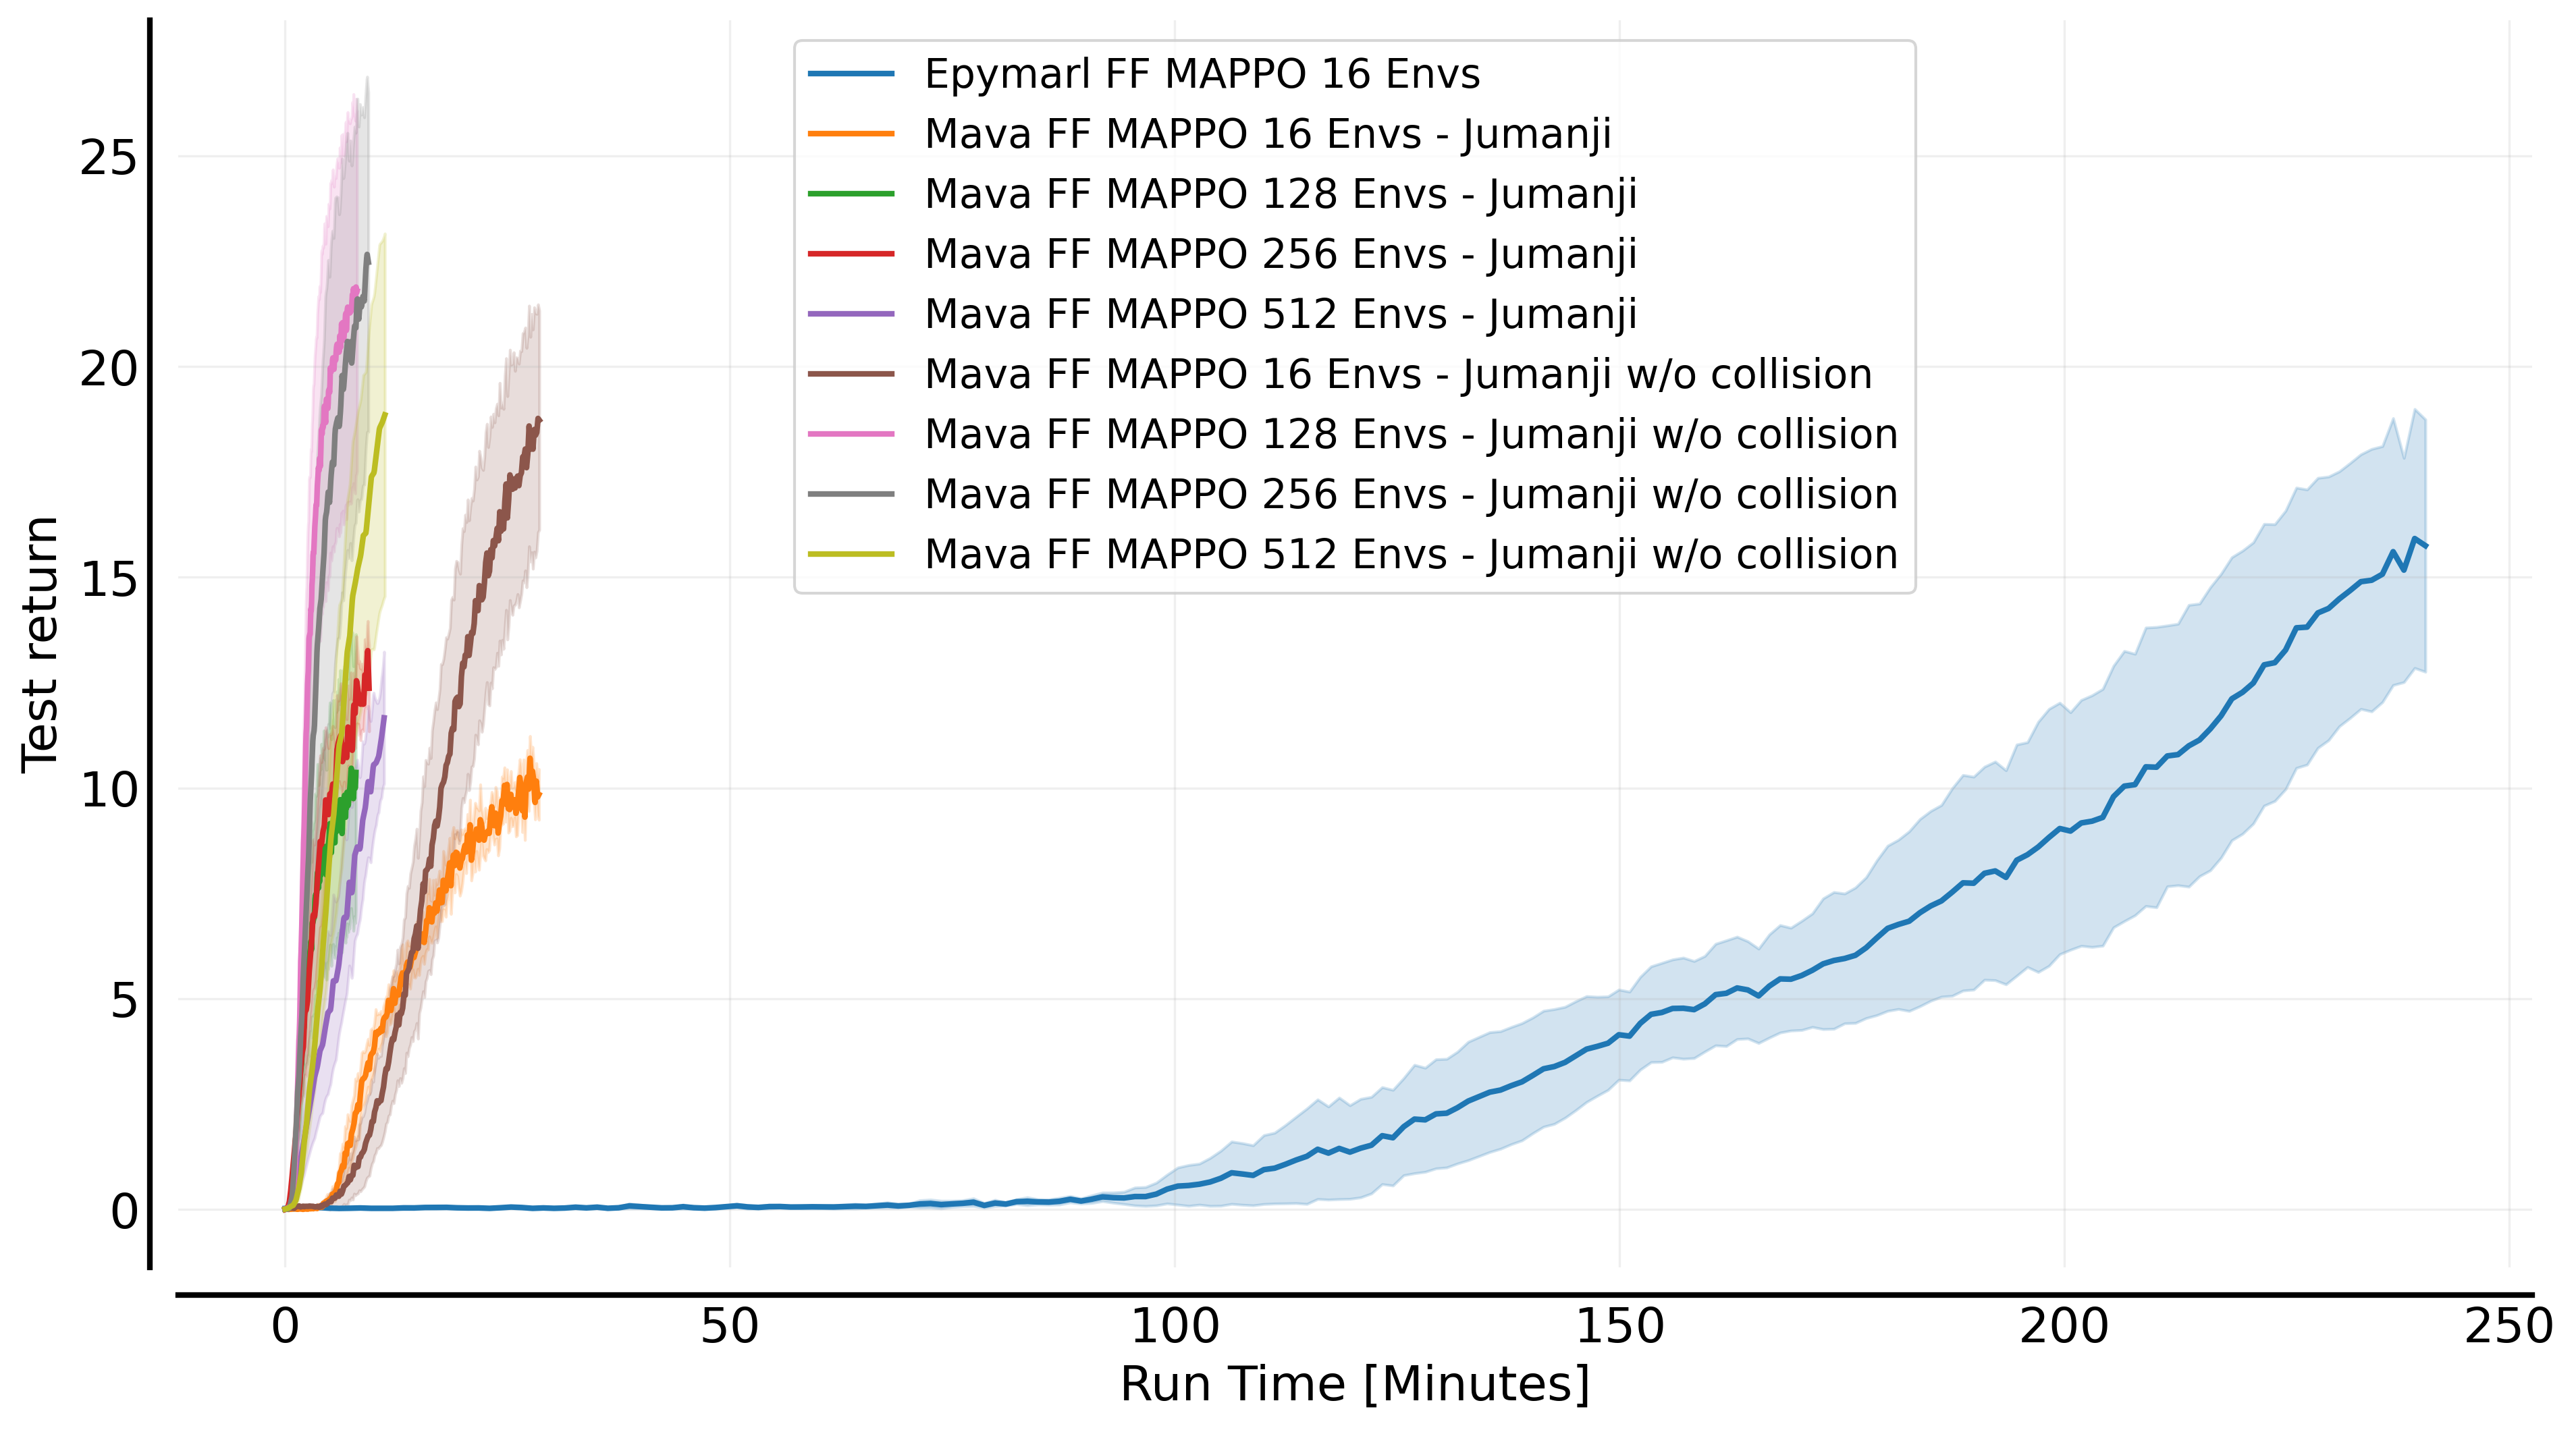 Epymarl FF MAPPO 16 Envs
Mava FF MAPPO 16 Envs - Jumanji
Mava FF MAPPO 128 Envs - Jumanji
Mava FF MAPPO 256 Envs - Jumanji
Mava FF MAPPO 512 Envs - Jumanji
Mava FF MAPPO 16 Envs - Jumanji w/o collision
Mava FF MAPPO 128 Envs - Jumanji w/o collision
Mava FF MAPPO 256 Envs - Jumanji w/o collision
Mava FF MAPPO 512 Envs - Jumanji w/o collision
Test return
25
20
15
10
5
0
0 50 100 150 200 250
Run Time [Minutes]